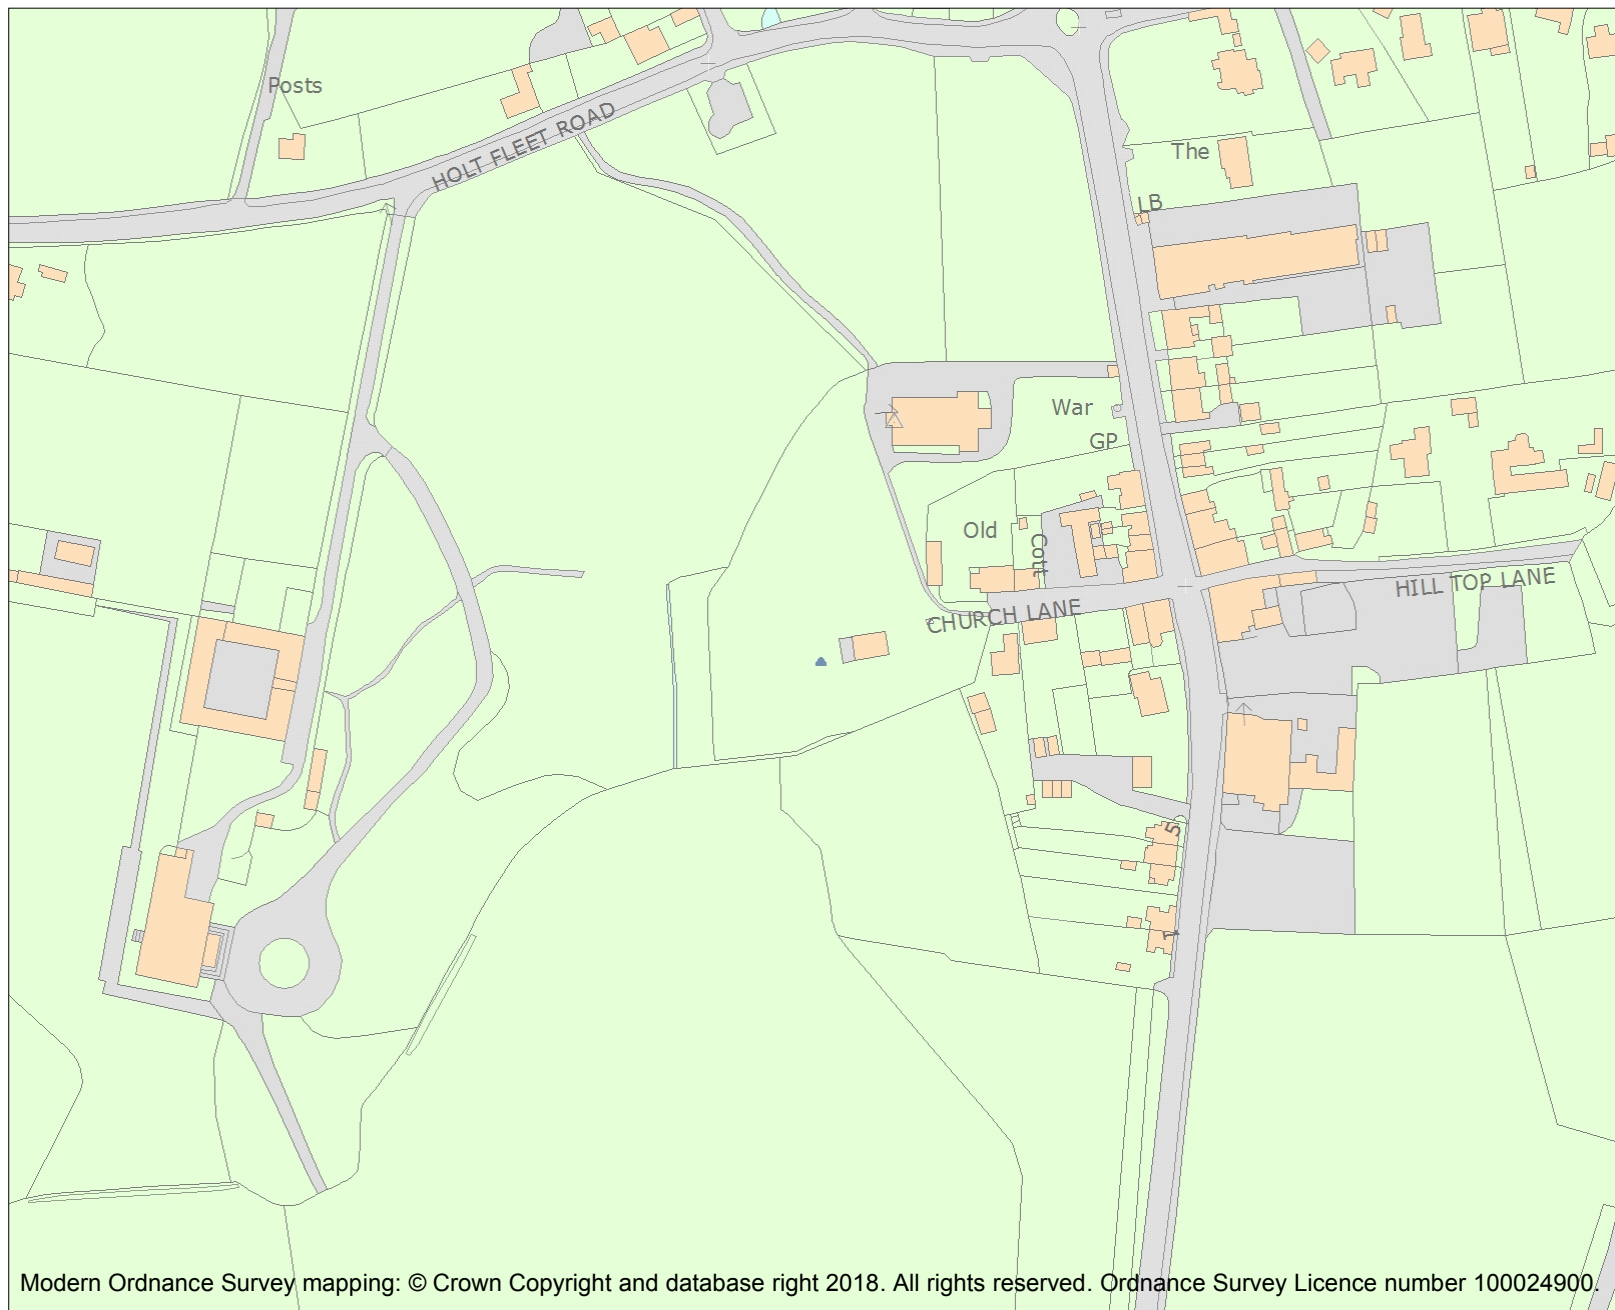 Posts
HOLT FLEET ROAD
The
LB
War
GP
Old
Cott
CHURCH LANE
HILL TOP LANE
5
1
Modern Ordnance Survey mapping: © Crown Copyright and database right 2018. All rights reserved. Ordnance Survey Licence number 100024900.